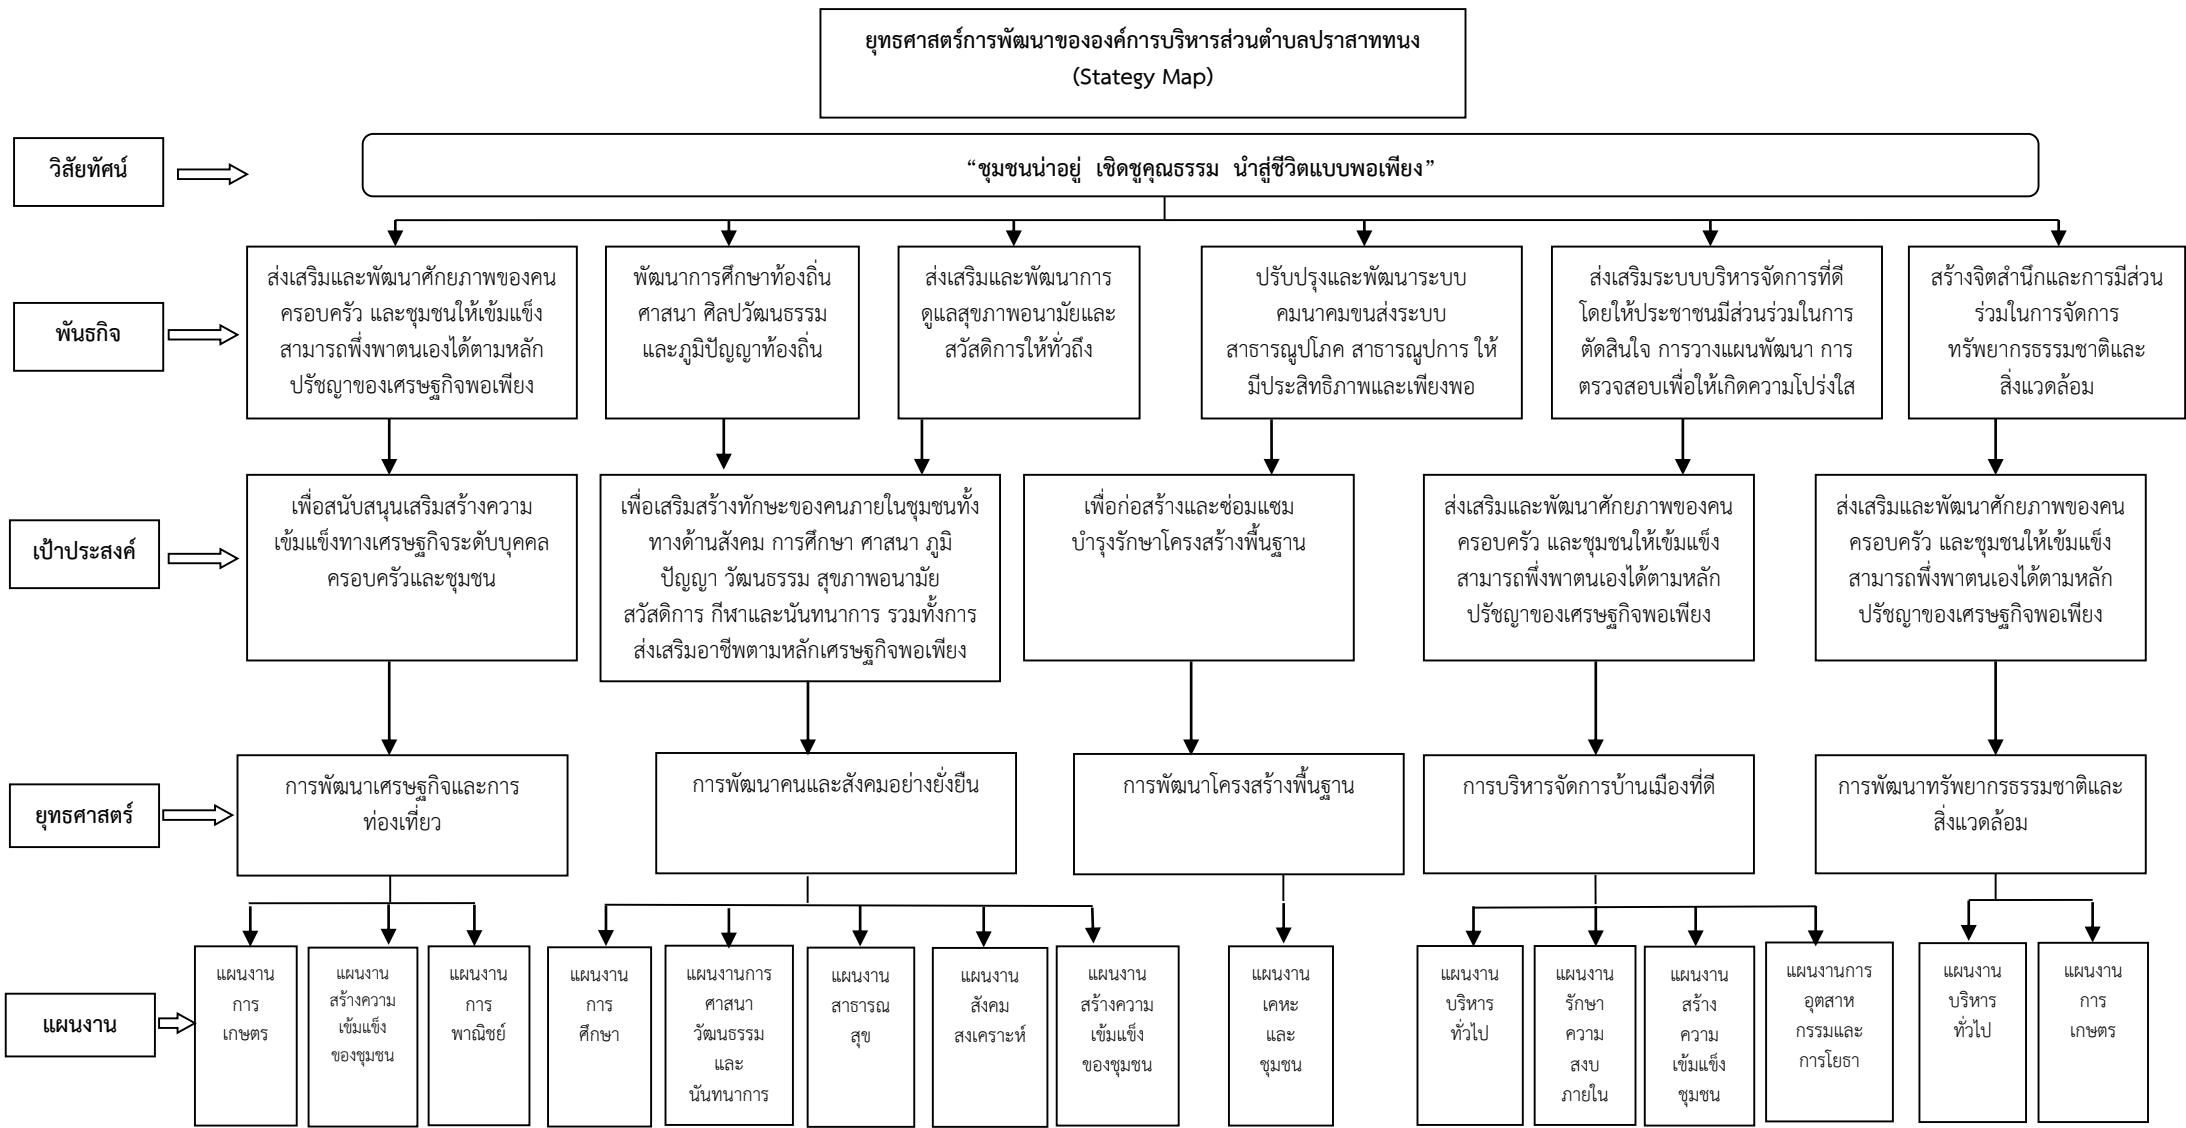 ยุทธศาสตร์การพัฒนาขององค์การบริหารส่วนตำบลปราสาททนง
(Stategy Map)
วิสัยทัศน์
“ชุมชนน่าอยู่ เชิดชูคุณธรรม นำสู่ชีวิตแบบพอเพียง”
พันธกิจ
ส่งเสริมและพัฒนาศักยภาพของคน
ครอบครัว และชุมชนให้เข้มแข็ง
สามารถพึ่งพาตนเองได้ตามหลัก
ปรัชญาของเศรษฐกิจพอเพียง
พัฒนาการศึกษาท้องถิ่น
ศาสนา ศิลปวัฒนธรรม
และภูมิปัญญาท้องถิ่น
ส่งเสริมและพัฒนาการ
ดูแลสุขภาพอนามัยและ
สวัสดิการให้ทั่วถึง
ปรับปรุงและพัฒนาระบบ
คมนาคมขนส่งระบบ
สาธารณูปโภค สาธารณูปการ ให้
มีประสิทธิภาพและเพียงพอ
ส่งเสริมระบบบริหารจัดการที่ดี
โดยให้ประชาชนมีส่วนร่วมในการ
ตัดสินใจ การวางแผนพัฒนา การ
ตรวจสอบเพื่อให้เกิดความโปร่งใส
สร้างจิตสำนึกและการมีส่วน
ร่วมในการจัดการ
ทรัพยากรธรรมชาติและ
สิ่งแวดล้อม
เป้าประสงค์
เพื่อสนับสนุนเสริมสร้างความ
เข้มแข็งทางเศรษฐกิจระดับบุคคล
ครอบครัวและชุมชน
เพื่อเสริมสร้างทักษะของคนภายในชุมชนทั้ง
ทางด้านสังคม การศึกษา ศาสนา ภูมิ
ปัญญา วัฒนธรรม สุขภาพอนามัย
สวัสดิการ กีฬาและนันทนาการ รวมทั้งการ
ส่งเสริมอาชีพตามหลักเศรษฐกิจพอเพียง
เพื่อก่อสร้างและซ่อมแซม
บำรุงรักษาโครงสร้างพื้นฐาน
ส่งเสริมและพัฒนาศักยภาพของคน
ครอบครัว และชุมชนให้เข้มแข็ง
สามารถพึ่งพาตนเองได้ตามหลัก
ปรัชญาของเศรษฐกิจพอเพียง
ส่งเสริมและพัฒนาศักยภาพของคน
ครอบครัว และชุมชนให้เข้มแข็ง
สามารถพึ่งพาตนเองได้ตามหลัก
ปรัชญาของเศรษฐกิจพอเพียง
ยุทธศาสตร์
การพัฒนาเศรษฐกิจและการ
ท่องเที่ยว
การพัฒนาคนและสังคมอย่างยั่งยืน
การพัฒนาโครงสร้างพื้นฐาน
การบริหารจัดการบ้านเมืองที่ดี
การพัฒนาทรัพยากรธรรมชาติและ
สิ่งแวดล้อม
แผนงาน
แผนงาน
การ
เกษตร
แผนงาน
สร้างความ
เข้มแข็ง
ของชุมชน
แผนงาน
การ
พาณิชย์
แผนงาน
การ
ศึกษา
แผนงานการ
ศาสนา
วัฒนธรรม
และ
นันทนาการ
แผนงาน
สาธารณ
สุข
แผนงาน
สังคม
สงเคราะห์
แผนงาน
สร้างความ
เข้มแข็ง
ของชุมชน
แผนงาน
เคหะ
และ
ชุมชน
แผนงาน
บริหาร
ทั่วไป
แผนงาน
รักษา
ความ
สงบ
ภายใน
แผนงาน
สร้าง
ความ
เข้มแข็ง
ชุมชน
แผนงานการ
อุตสาห
กรรมและ
การโยธา
แผนงาน
บริหาร
ทั่วไป
แผนงาน
การ
เกษตร